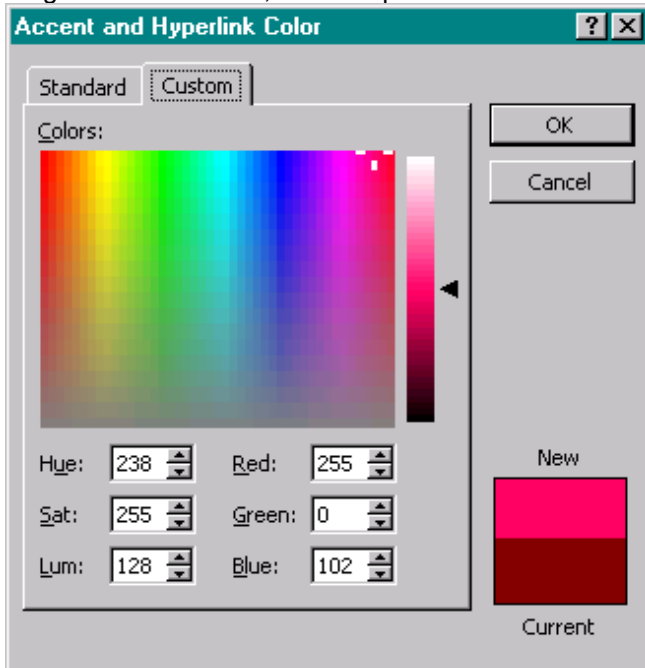 Accent and Hyperlink Color ? X
Standard Custom
Colors:
OK
Cancel
Hue: 238 Red: 255
Sat: 255 Green: 0
Lum: 128 Blue: 102
New
Current